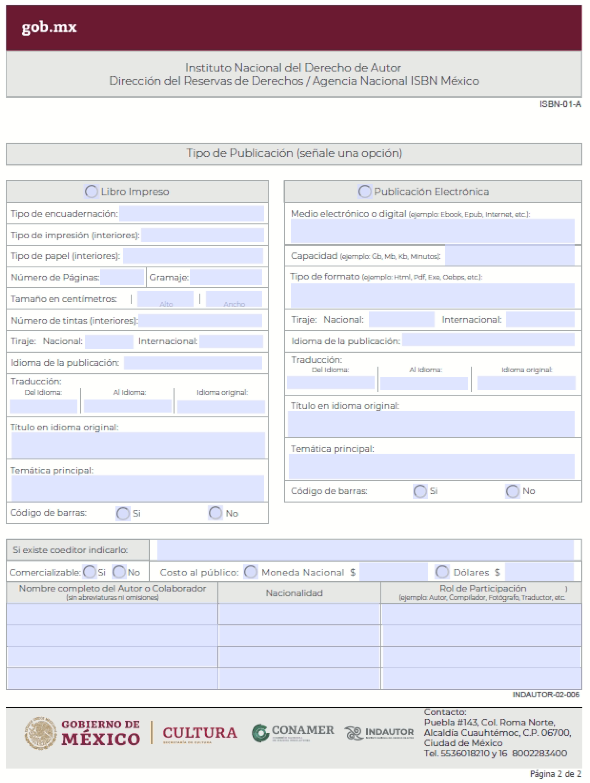 gob.mx
Instituto Nacional del Derecho de Autor
Dirección del Reservas de Derechos / Agencia Nacional ISBN México
ISBN-01-A
Tipo de Publicación (señale una opción)
Libro Impreso
Tipo de encuadernación:
Tipo de impresión (interiores):
Tipo de papel (interiores):
Número de Páginas: Gramaje:
Tamaño en centímetros: Alto Ancho
Número de tintas (interiores):
Tiraje: Nacional: Internacional:
Idioma de la publicación:
Traducción:
Del Idioma: Al Idioma: Idioma original:
Título en idioma original:
Temática principal:
Código de barras: Si No
Publicación Electrónica
Medio electrónico o digital (ejemplo: Ebook, Epub, Internet, etc.):
Capacidad (ejemplo: Gb, Mb, Kb, Minutos):
Tipo de formato (ejemplo: Html, Pdf, Exe, Oebps, etc.):
Tiraje: Nacional: Internacional:
Idioma de la publicación:
Traducción:
Del Idioma: Al Idioma: Idioma original:
Título en idioma original:
Temática principal:
Código de barras: Si No
Si existe coeditor indicarlo:
Comercializable: Si No Costo al público: Moneda Nacional $ Dólares $
Nombre completo del Autor o Colaborador
(sin abreviaturas ni omisiones)
Nacionalidad
Rol de Participación )
(ejemplo: Autor, Compilador, Fotógrafo, Traductor, etc.
INDAUTOR-02-006
GOBIERNO DE
MÉXICO
CULTURA
SECRETARÍA DE CULTURA
CONAMER
INDAUTOR
Contacto:
Puebla #143, Col. Roma Norte,
Alcaldía Cuauhtémoc, C.P. 06700,
Ciudad de México
Tel. 5536018210 y 16 8002283400
Página 2 de 2